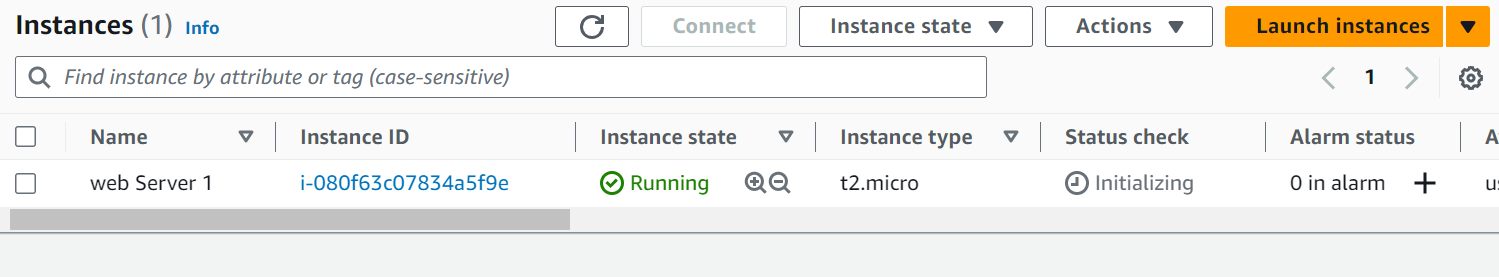 Instances (1) Info
Connect
Instance state
Actions
Launch instances
Find instance by attribute or tag (case-sensitive)
1
Name Instance ID Instance state Instance type Status check Alarm status A
web Server 1 i-080f63c07834a5f9e Running t2.micro Initializing 0 in alarm us